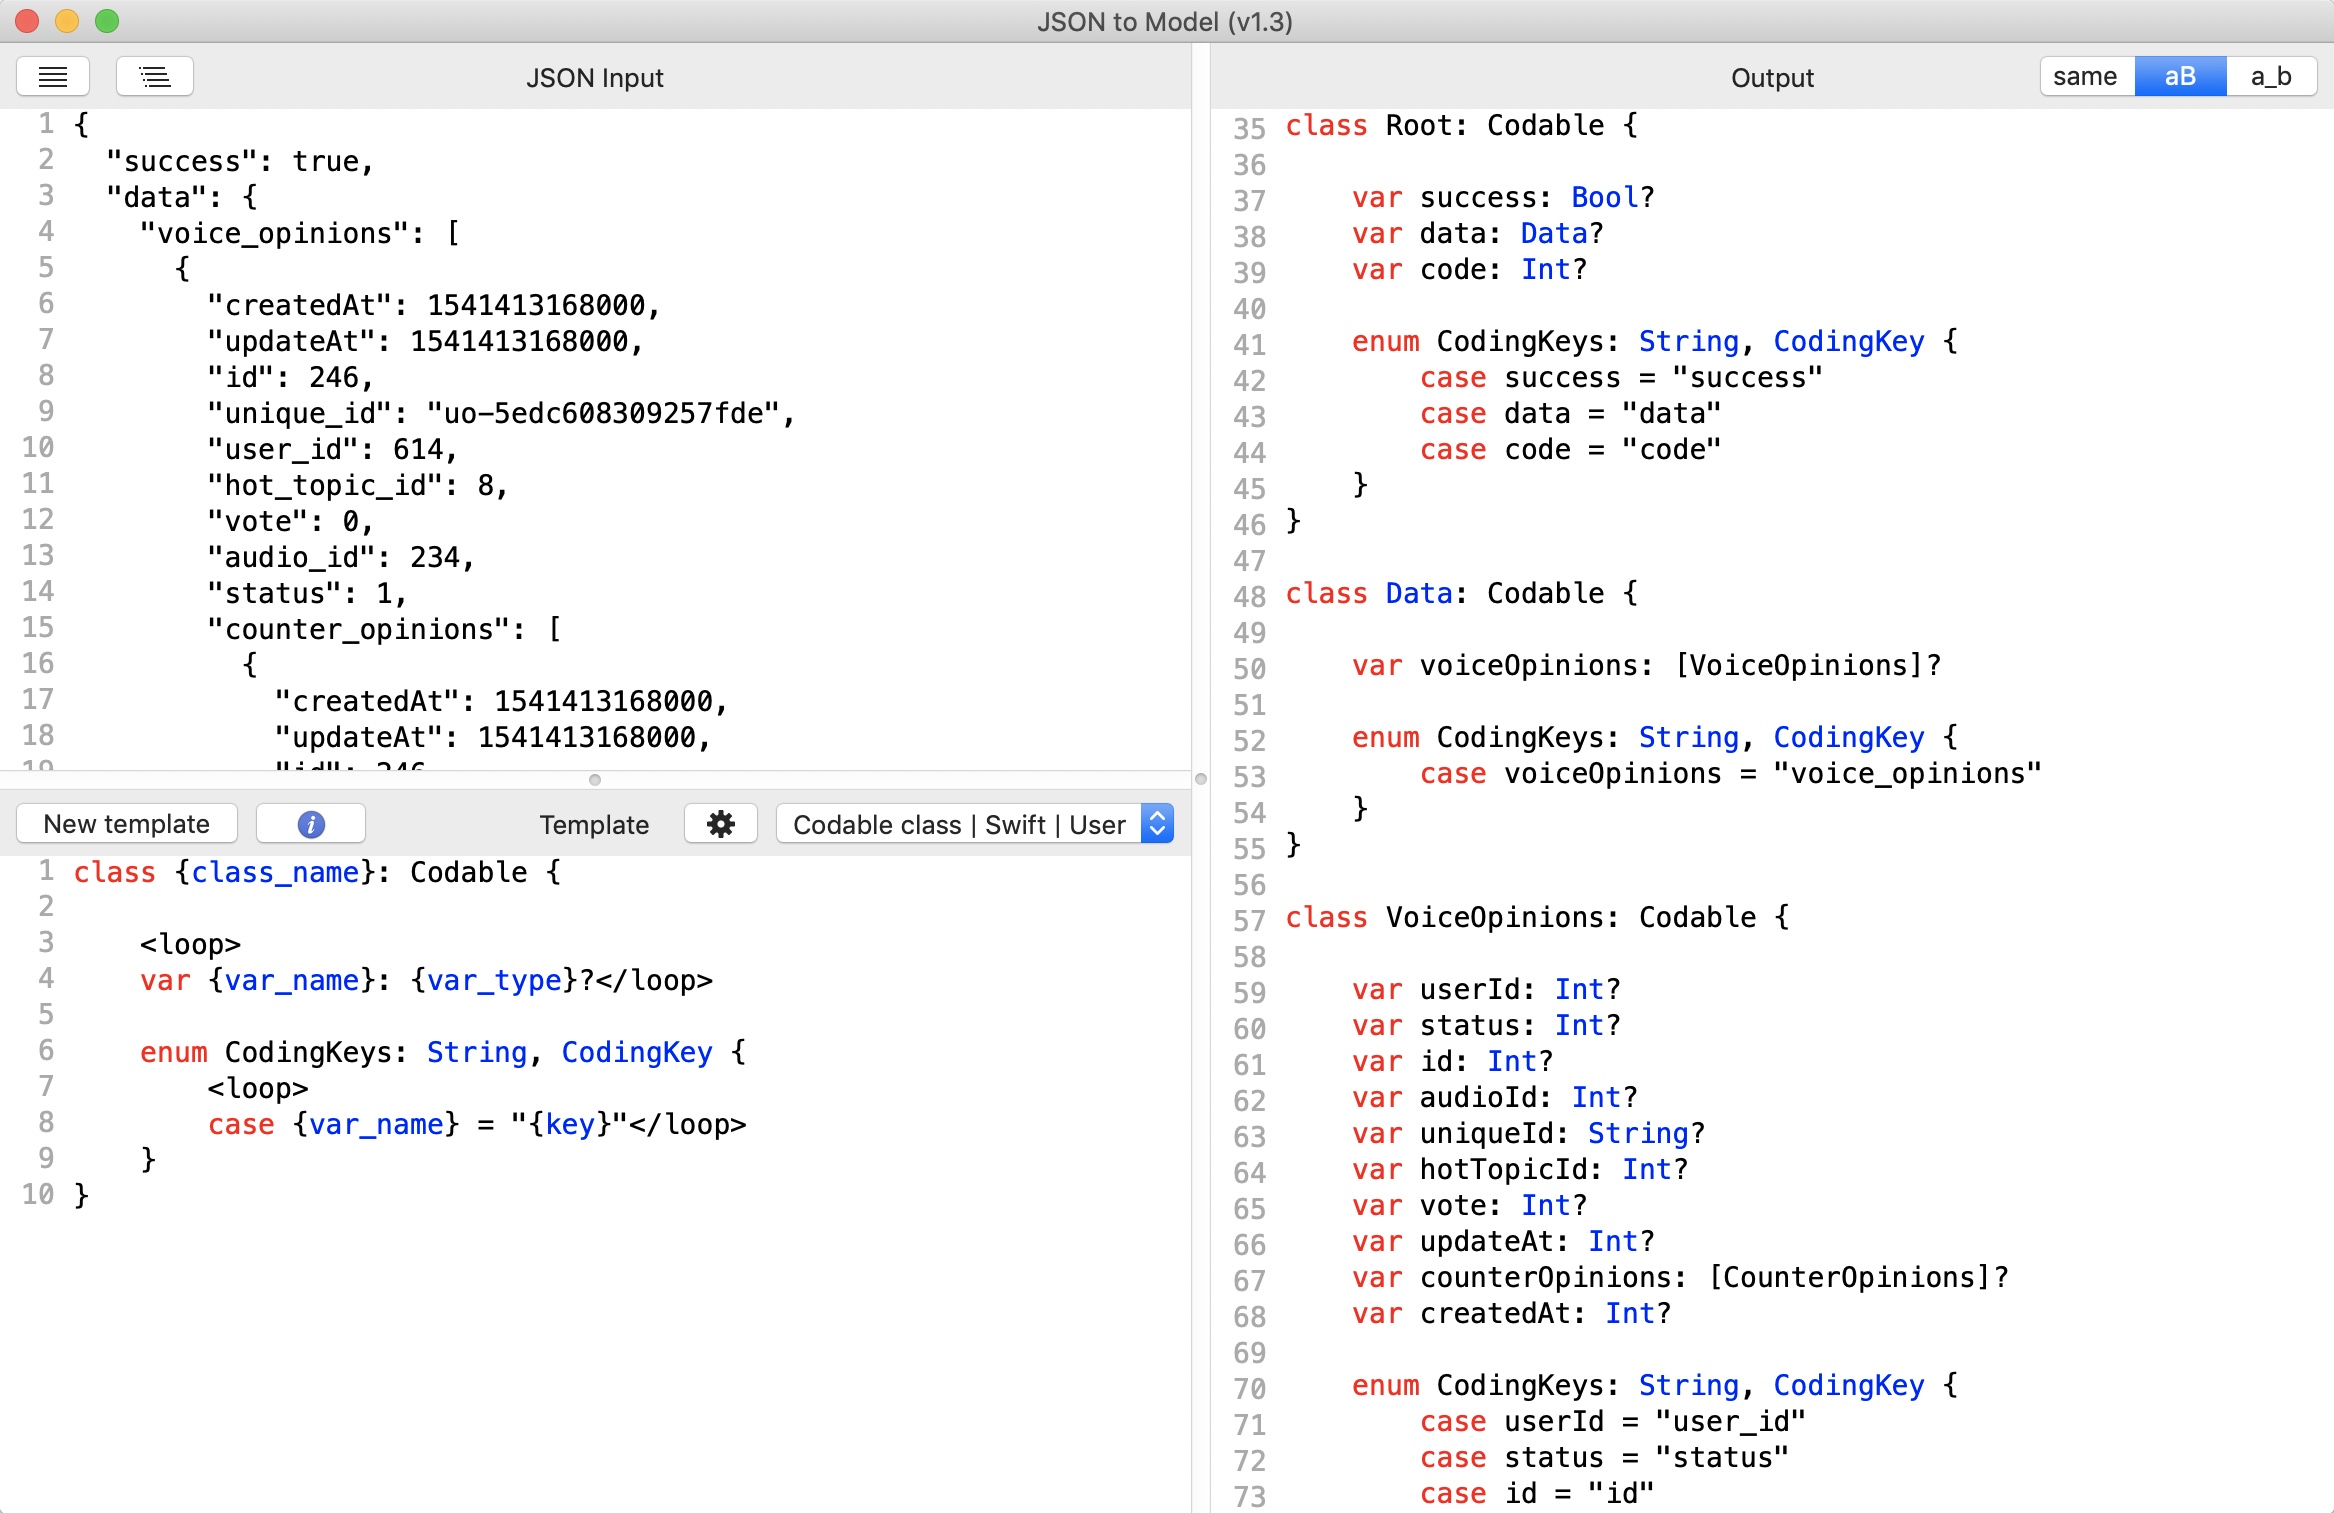 JSON to Model (v1.3)
JSON Input
1 {
2   "success": true,
3   "data": {
4     "voice_opinions": [
5       {
6         "createdAt": 1541413168000,
7         "updateAt": 1541413168000,
8         "id": 246,
9         "unique_id": "uo-5edc608309257fde",
10         "user_id": 614,
11         "hot_topic_id": 8,
12         "vote": 0,
13         "audio_id": 234,
14         "status": 1,
15         "counter_opinions": [
16           {
17             "createdAt": 1541413168000,
18             "updateAt": 1541413168000,
19             "id": 246
New template
Template
Codable class | Swift | User
1 class {class_name}: Codable {
2
3     <loop>
4     var {var_name}: {var_type}?</loop>
5
6     enum CodingKeys: String, CodingKey {
7         <loop>
8         case {var_name} = "{key}"</loop>
9     }
10 }
Output
same aB a_b
35 class Root: Codable {
36
37     var success: Bool?
38     var data: Data?
39     var code: Int?
40
41     enum CodingKeys: String, CodingKey {
42         case success = "success"
43         case data = "data"
44         case code = "code"
45     }
46 }
47
48 class Data: Codable {
49
50     var voiceOpinions: [VoiceOpinions]?
51
52     enum CodingKeys: String, CodingKey {
53         case voiceOpinions = "voice_opinions"
54     }
55 }
56
57 class VoiceOpinions: Codable {
58
59     var userId: Int?
60     var status: Int?
61     var id: Int?
62     var audioId: Int?
63     var uniqueId: String?
64     var hotTopicId: Int?
65     var vote: Int?
66     var updateAt: Int?
67     var counterOpinions: [CounterOpinions]?
68     var createdAt: Int?
69
70     enum CodingKeys: String, CodingKey {
71         case userId = "user_id"
72         case status = "status"
73         case id = "id"